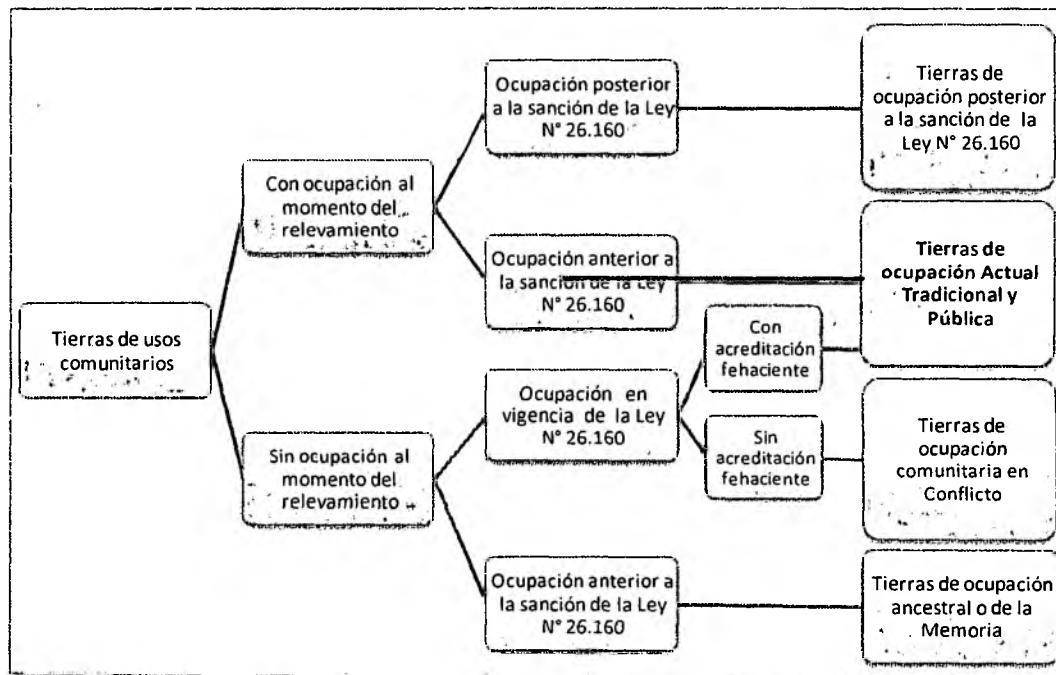 Tierras de usos
comunitarios
Con ocupación al
momento del
relevamiento
Sin ocupación al
momento del
relevamiento
Ocupación posterior
a la sanción de la Ley
N° 26.160
Ocupación anterior a
la sanción de la Ley
N° 26.160
Ocupación en
vigencia de la Ley
N° 26.160
Ocupación anterior a
la sanción de la Ley
N° 26.160
Con
acreditación
fehaciente
Sin
acreditación
fehaciente
Tierras de
ocupación posterior
a la sanción de la
Ley N° 26.160
Tierras de
ocupación Actual
Tradicional y
Pública
Tierras de
ocupación
comunitaria en
Conflicto
Tierras de ocupación
ancestral o de la
Memoria